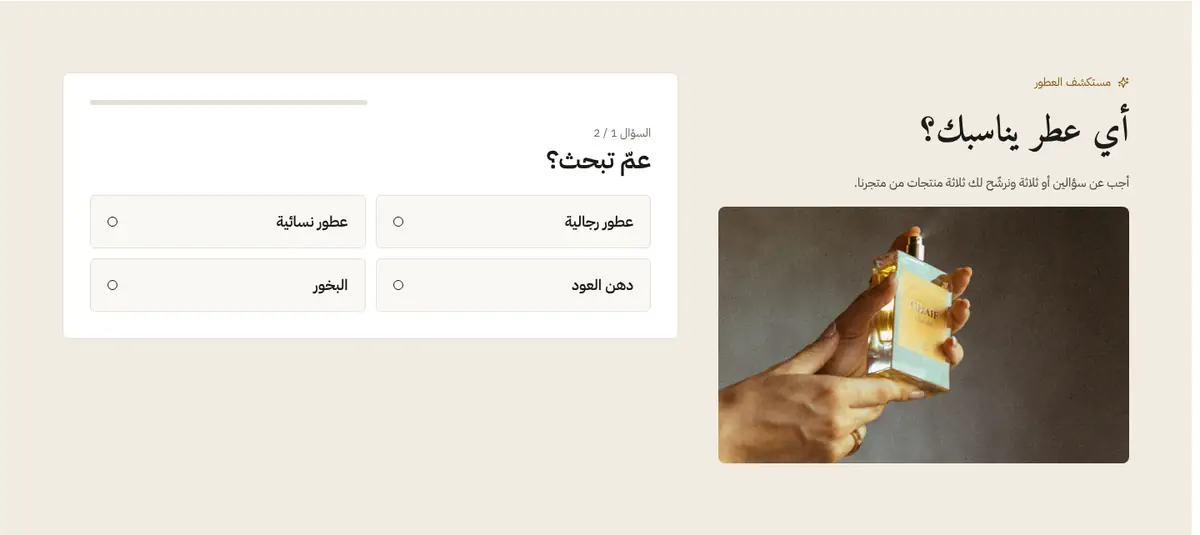 مستكشف العطور
أي عطر يناسبك؟
أجب عن سؤالين أو ثلاثة ونرشّح لك ثلاثة منتجات من متجرنا.
السؤال 1 / 2
عمّ تبحث؟
عطور رجالية
عطور نسائية
دهن العود
البخور